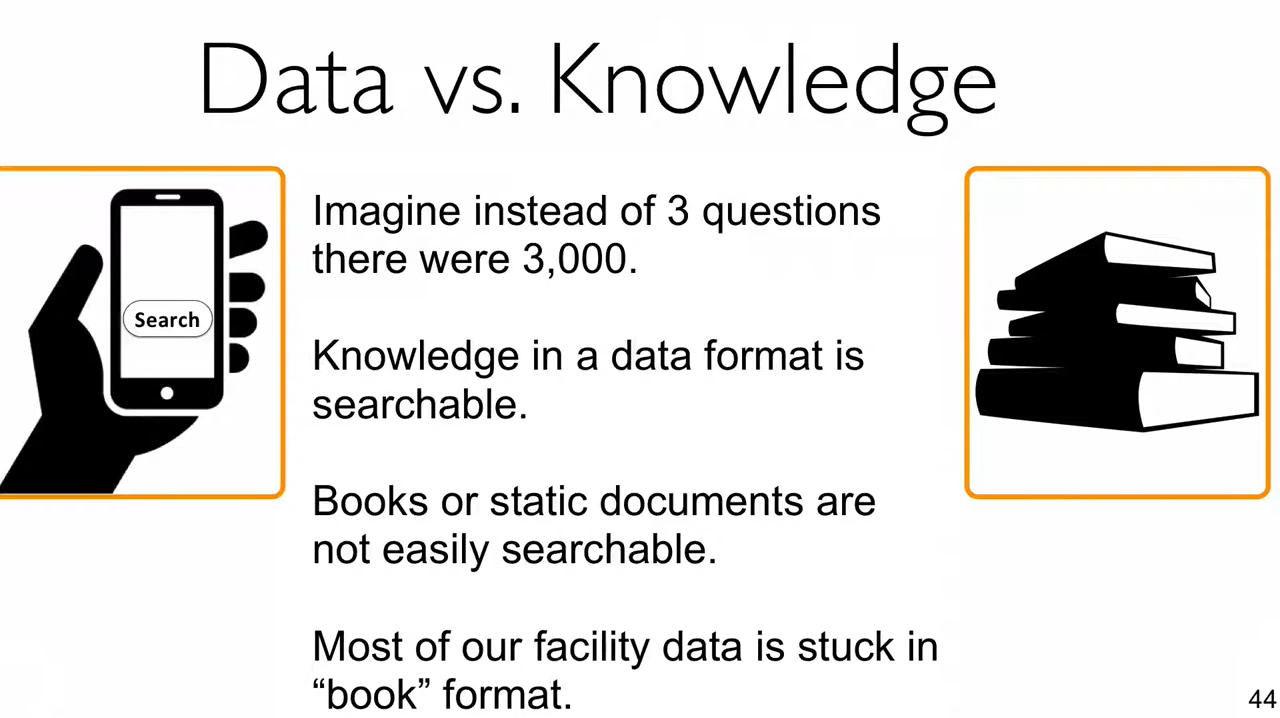 Data vs. Knowledge
Imagine instead of 3 questions
there were 3,000.
Search
Knowledge in a data format is
searchable.
Books or static documents are
not easily searchable.
Most of our facility data is stuck in
“book” format.
44